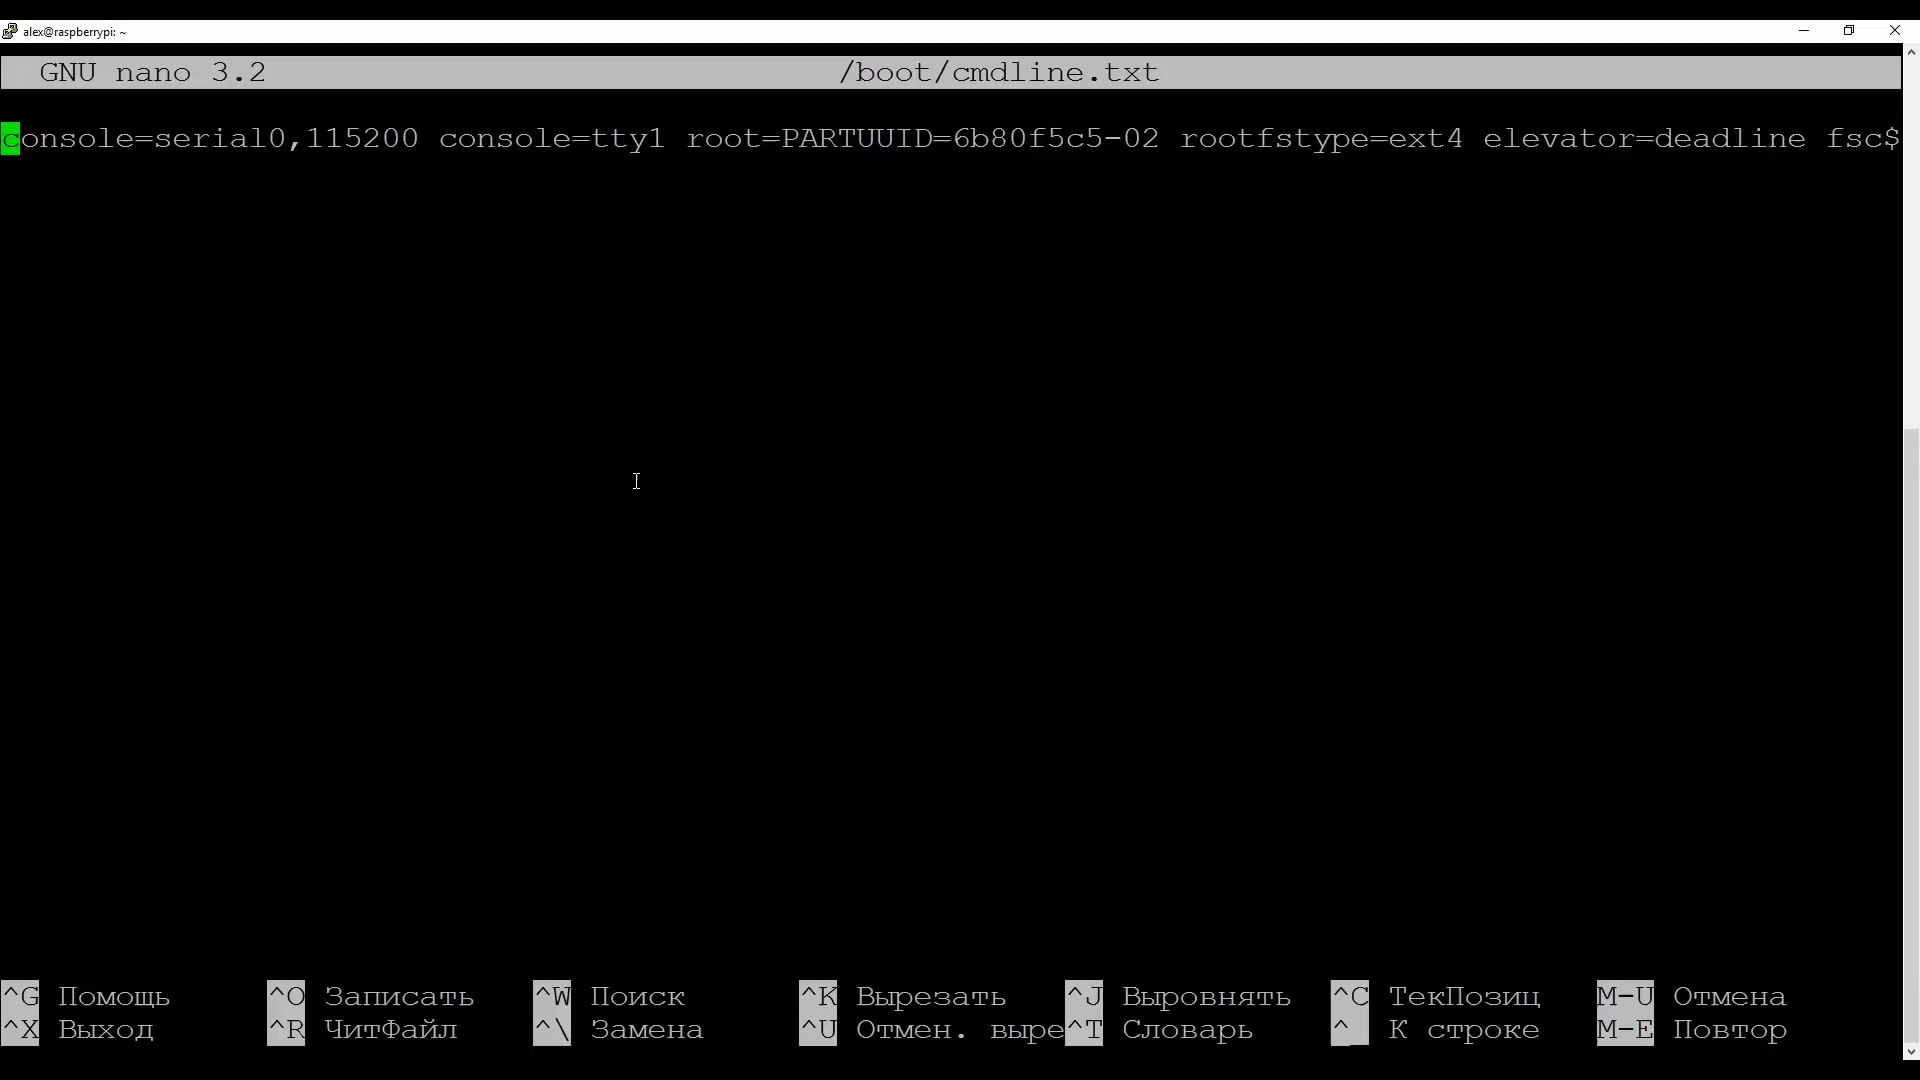 alex@raspberrypi: ~
GNU nano 3.2 /boot/cmdline.txt
console=serial0,115200 console=tty1 root=PARTUUID=6b80f5c5-02 rootfstype=ext4 elevator=deadline fsc$
^G Помощь ^O Записать ^W Поиск ^K Вырезать ^J Выровнять ^C ТекПозиц M-U Отмена
^X Выход ^R ЧитФайл ^\ Замена ^U Отмен. выре^T Словарь ^_ К строке M-E Повтор